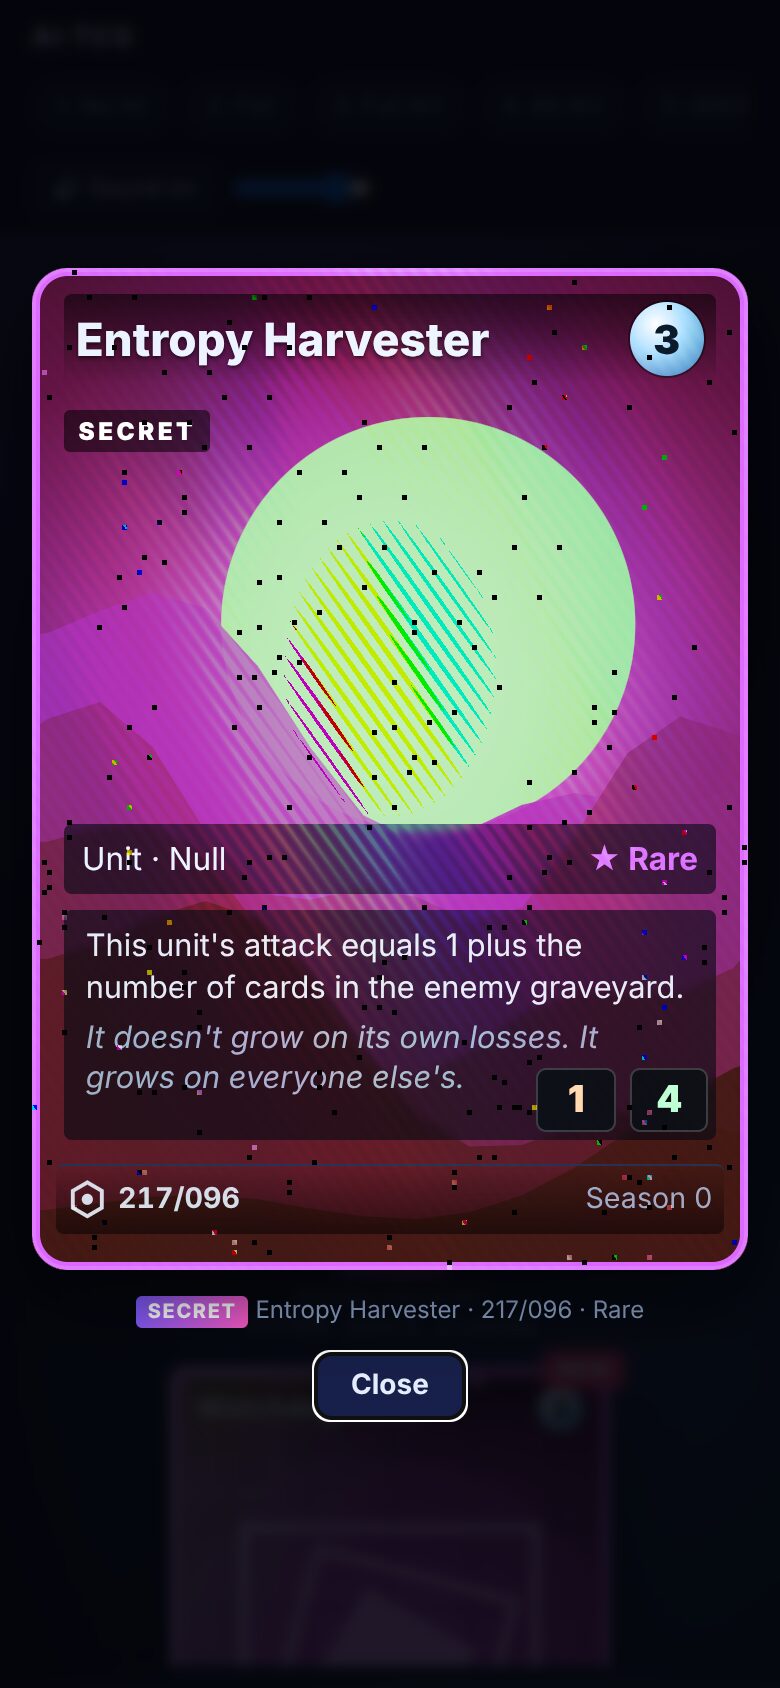 Entropy Harvester
3
SECRET
Unit · Null
★ Rare
This unit's attack equals 1 plus the
number of cards in the enemy graveyard.
It doesn't grow on its own losses. It
grows on everyone else's.
1
4
217/096
Season 0
SECRET Entropy Harvester · 217/096 · Rare
Close